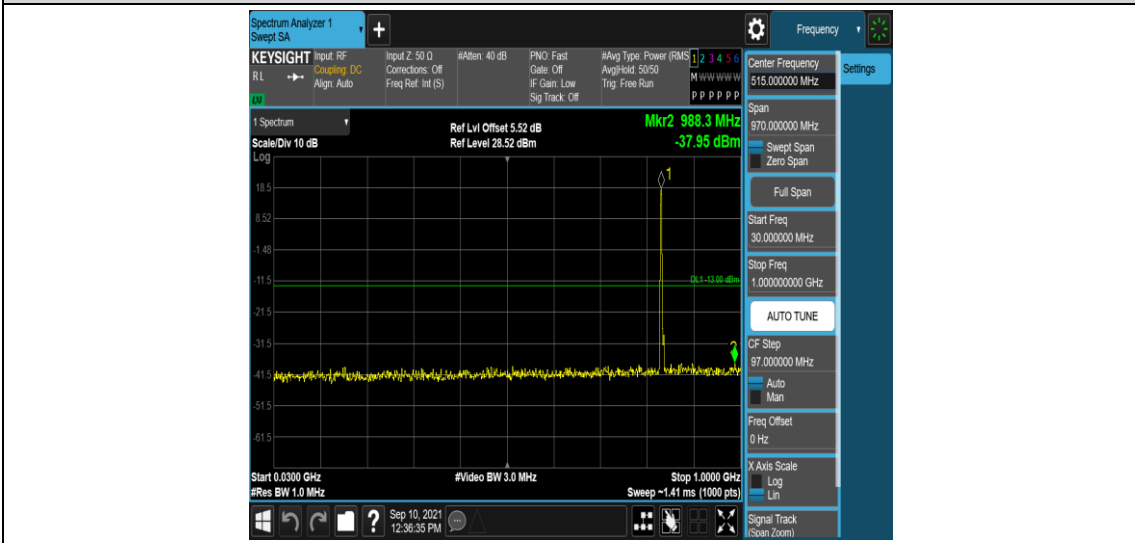 Spectrum Analyzer 1
Swept SA
+
Frequency
KEYSIGHT
RL
LW
Input: RF
Coupling: DC
Align: Auto
Input Z: 50 Ω
Corrections: Off
Freq Ref: Int (S)
#Atten: 40 dB
PNO: Fast
Gate: Off
IF Gain: Low
Sig Track: Off
#Avg Type: Power (RMS
Avg|Hold: 50/50
Trig: Free Run
1 2 3 4 5 6
M W W W W W
P P P P P P
1 Spectrum
Scale/Div 10 dB
Log
Ref Lvl Offset 5.52 dB
Ref Level 28.52 dBm
Mkr2 988.3 MHz
-37.95 dBm
1
18.5
8.52
-1.48
-11.5
DL1 -13.00 dBm
-21.5
-31.5
2
-41.5
-51.5
-61.5
Start 0.0300 GHz
#Res BW 1.0 MHz
#Video BW 3.0 MHz
Stop 1.0000 GHz
Sweep ~1.41 ms (1000 pts)
?
Sep 10, 2021
12:36:35 PM
Center Frequency
515.000000 MHz
Span
970.000000 MHz
Swept Span
Zero Span
Full Span
Start Freq
30.000000 MHz
Stop Freq
1.000000000 GHz
AUTO TUNE
CF Step
97.000000 MHz
Auto
Man
Freq Offset
0 Hz
X Axis Scale
Log
Lin
Signal Track
(Span Zoom)
Settings